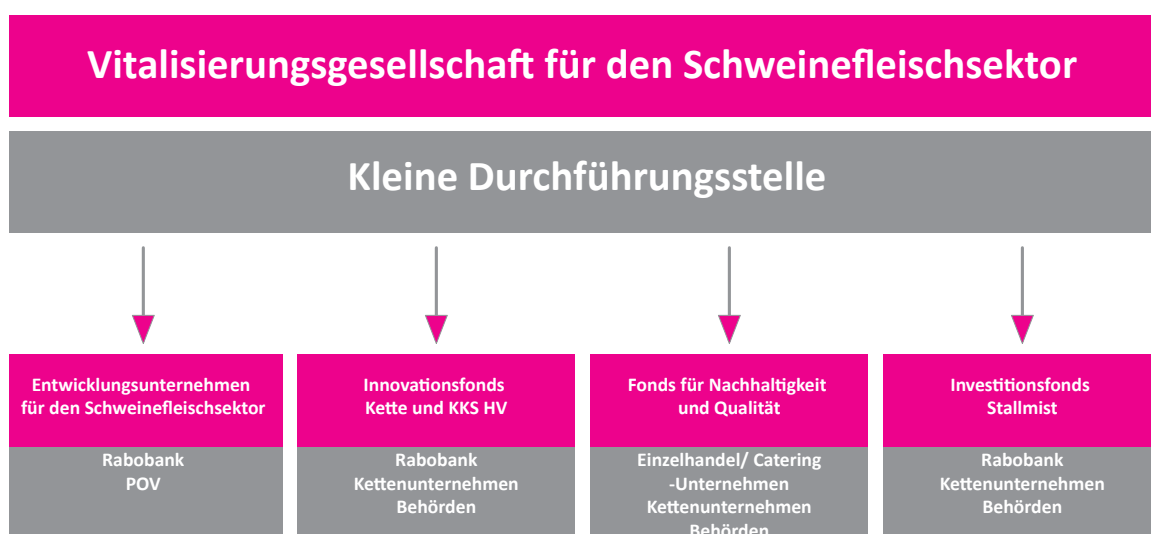 Vitalisierungsgesellschaft für den Schweinefleischsektor
Kleine Durchführungsstelle
Entwicklungsunternehmen
für den Schweinefleischsektor
Rabobank
POV
Innovationsfonds
Kette und KKS HV
Rabobank
Kettenunternehmen
Behörden
Fonds für Nachhaltigkeit
und Qualität
Einzelhandel/ Catering
-Unternehmen
Kettenunternehmen
Behörden
Investitionsfonds
Stallmist
Rabobank
Kettenunternehmen
Behörden